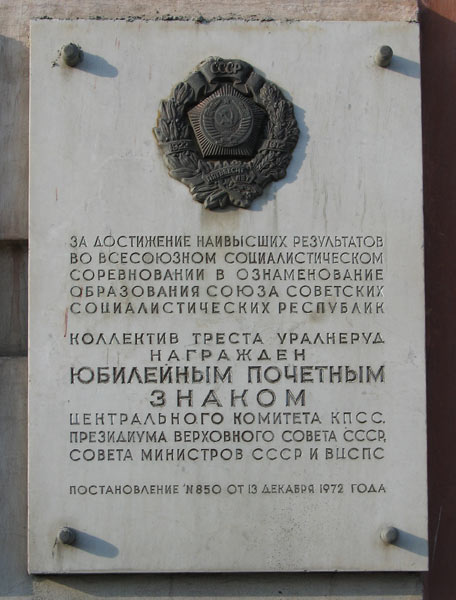 СССР
ЗА ДОСТИЖЕНИЕ НАИВЫСШИХ РЕЗУЛЬТАТОВ
ВО ВСЕСОЮЗНОМ СОЦИАЛИСТИЧЕСКОМ
СОРЕВНОВАНИИ В ОЗНАМЕНОВАНИЕ
ОБРАЗОВАНИЯ СОЮЗА СОВЕТСКИХ
СОЦИАЛИСТИЧЕСКИХ РЕСПУБЛИК
КОЛЛЕКТИВ ТРЕСТА УРАЛНЕРУД
НАГРАЖДЕН
ЮБИЛЕЙНЫМ ПОЧЕТНЫМ
ЗНАКОМ
ЦЕНТРАЛЬНОГО КОМИТЕТА КПСС,
ПРЕЗИДИУМА ВЕРХОВНОГО СОВЕТА СССР,
СОВЕТА МИНИСТРОВ СССР И ВЦСПС
ПОСТАНОВЛЕНИЕ №850 ОТ 13 ДЕКАБРЯ 1972 ГОДА